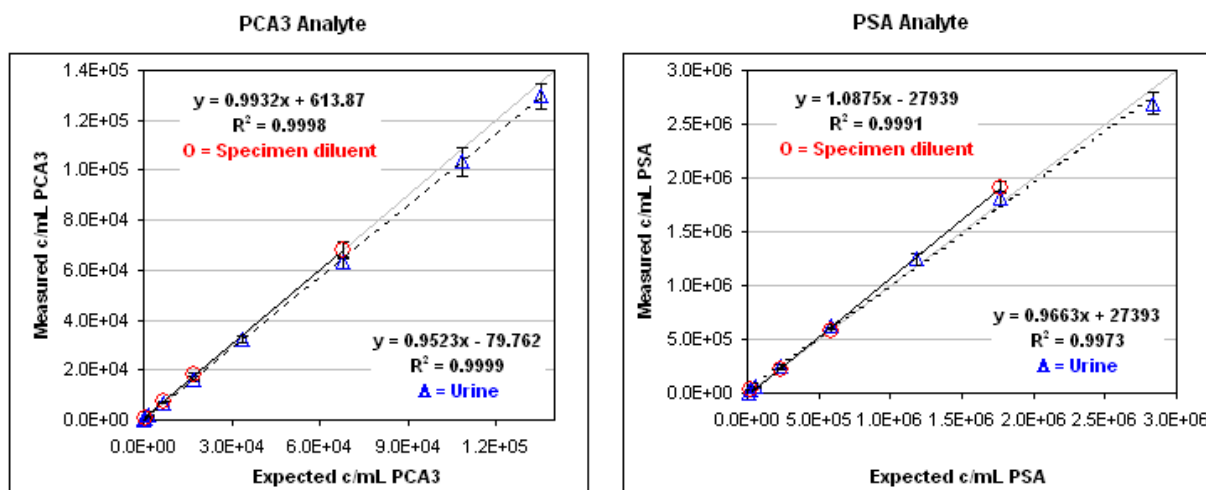 PCA3 Analyte
1.4E+05
1.2E+05
1.0E+05
8.0E+04
6.0E+04
4.0E+04
2.0E+04
0.0E+00
Measured c/mL PCA3
y = 0.9932x + 613.87
R² = 0.9998
O = Specimen diluent
y = 0.9523x - 79.762
R² = 0.9999
Δ = Urine
0.0E+00 3.0E+04 6.0E+04 9.0E+04 1.2E+05
Expected c/mL PCA3
PSA Analyte
3.0E+06
2.5E+06
2.0E+06
1.5E+06
1.0E+06
5.0E+05
0.0E+00
Measured c/mL PSA
y = 1.0875x - 27939
R² = 0.9991
O = Specimen diluent
y = 0.9663x + 27393
R² = 0.9973
Δ = Urine
0.0E+00 5.0E+05 1.0E+06 1.5E+06 2.0E+06 2.5E+06 3.0E+06
Expected c/mL PSA